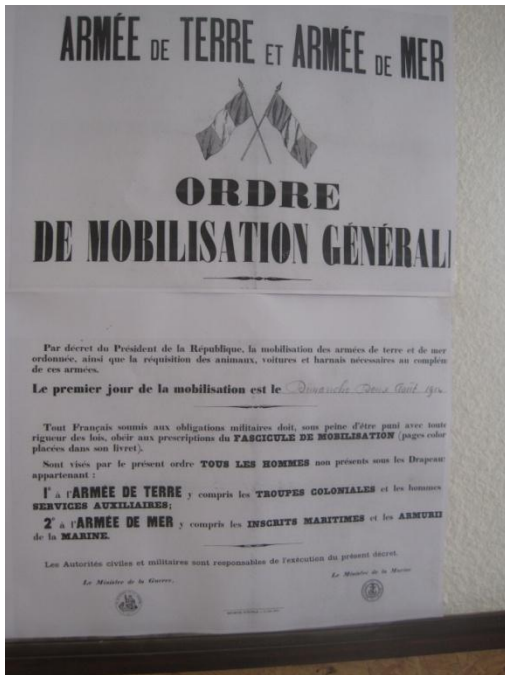 ARMÉE DE TERRE ET ARMÉE DE MER
ORDRE
DE MOBILISATION GÉNÉRAL
Par décret du Président de la République, la mobilisation des armées de terre et de mer
ordonnée, ainsi que la réquisition des animaux, voitures et harnais nécessaires au complém
de ces armées.
Le premier jour de la mobilisation est le Dimanche Deux Août 1914
Tout Français soumis aux obligations militaires doit, sous peine d'être puni avec toute
rigueur des lois, obéir aux prescriptions du FASCICULE DE MOBILISATION (pages color
placées dans son livret).
Sont visés par le présent ordre TOUS LES HOMMES non présents sous les Drapeau
appartenant :
1° à l'ARMÉE DE TERRE y compris les TROUPES COLONIALES et les hommes
SERVICES AUXILIAIRES;
2° à l'ARMÉE DE MER y compris les INSCRITS MARITIMES et les ARMURI
de la MARINE.
Les Autorités civiles et militaires sont responsables de l'exécution du présent décret.
Le Ministre de la Guerre,
Le Ministre de la Marine